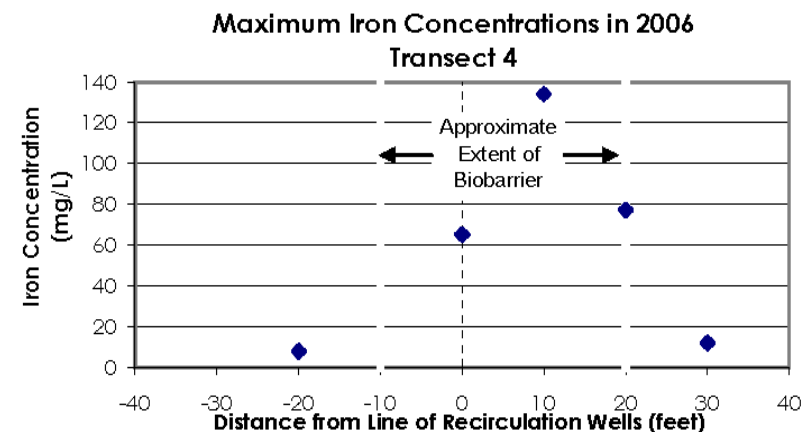 Maximum Iron Concentrations in 2006
Transect 4
Iron Concentration
(mg/L)
140
120
100
80
60
40
20
0
Approximate
Extent of
Biobarrier
-40 -30 -20 -10 0 10 20 30 40
Distance from Line of Recirculation Wells (feet)